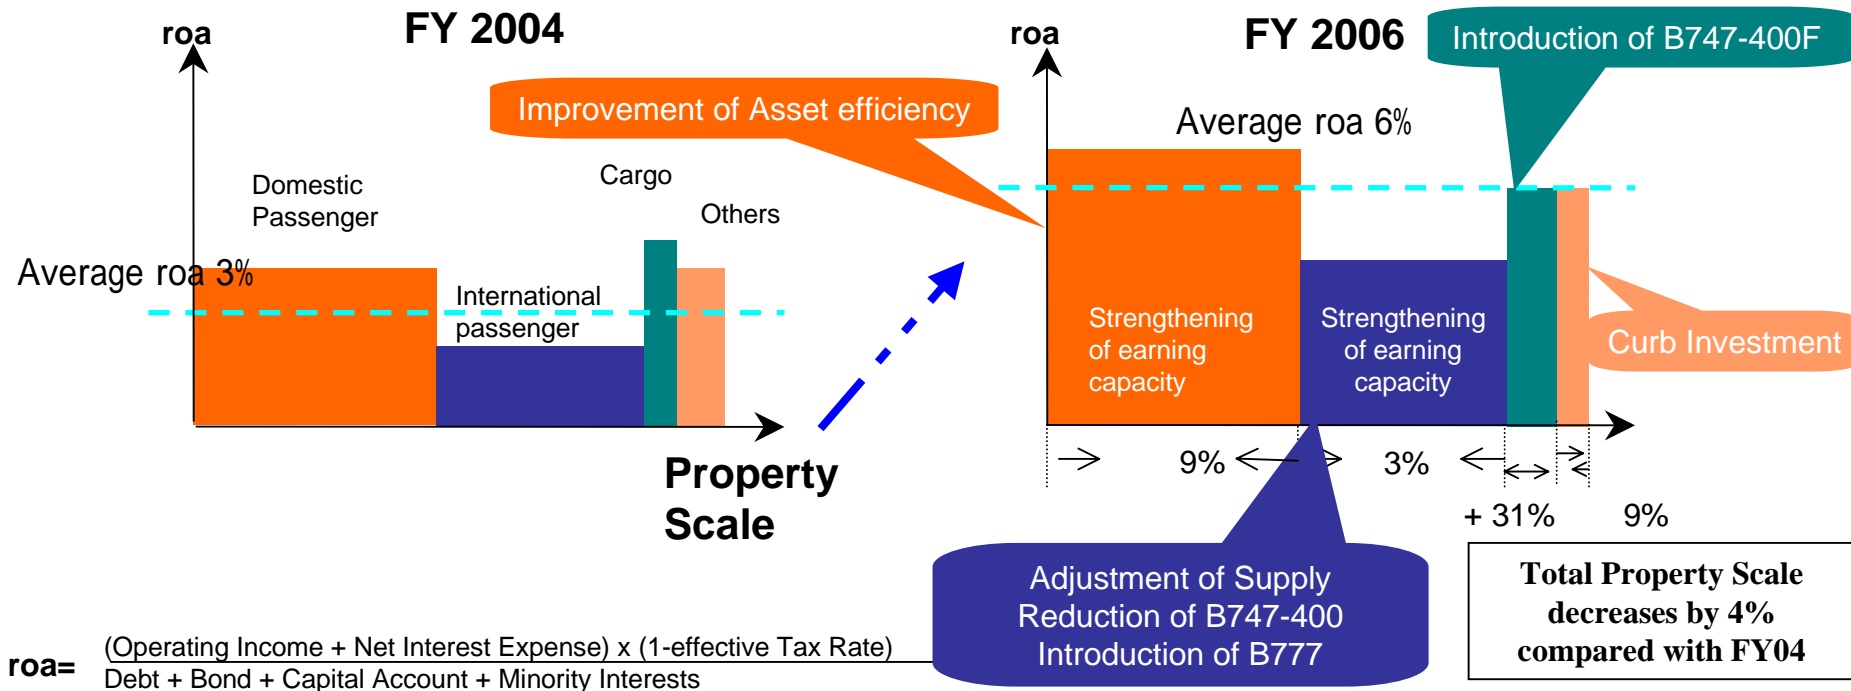 roa
FY 2004
Improvement of Asset efficiency
Domestic
Passenger
Cargo
Others
Average roa 3%
International
passenger
Property
Scale
roa
FY 2006
Introduction of B747-400F
Average roa 6%
Strengthening
of earning
capacity
Strengthening
of earning
capacity
Curb Investment
9%
3%
+ 31%
9%
Adjustment of Supply
Reduction of B747-400
Introduction of B777
Total Property Scale
decreases by 4%
compared with FY04
(Operating Income + Net Interest Expense) x (1-effective Tax Rate)
roa=
Debt + Bond + Capital Account + Minority Interests